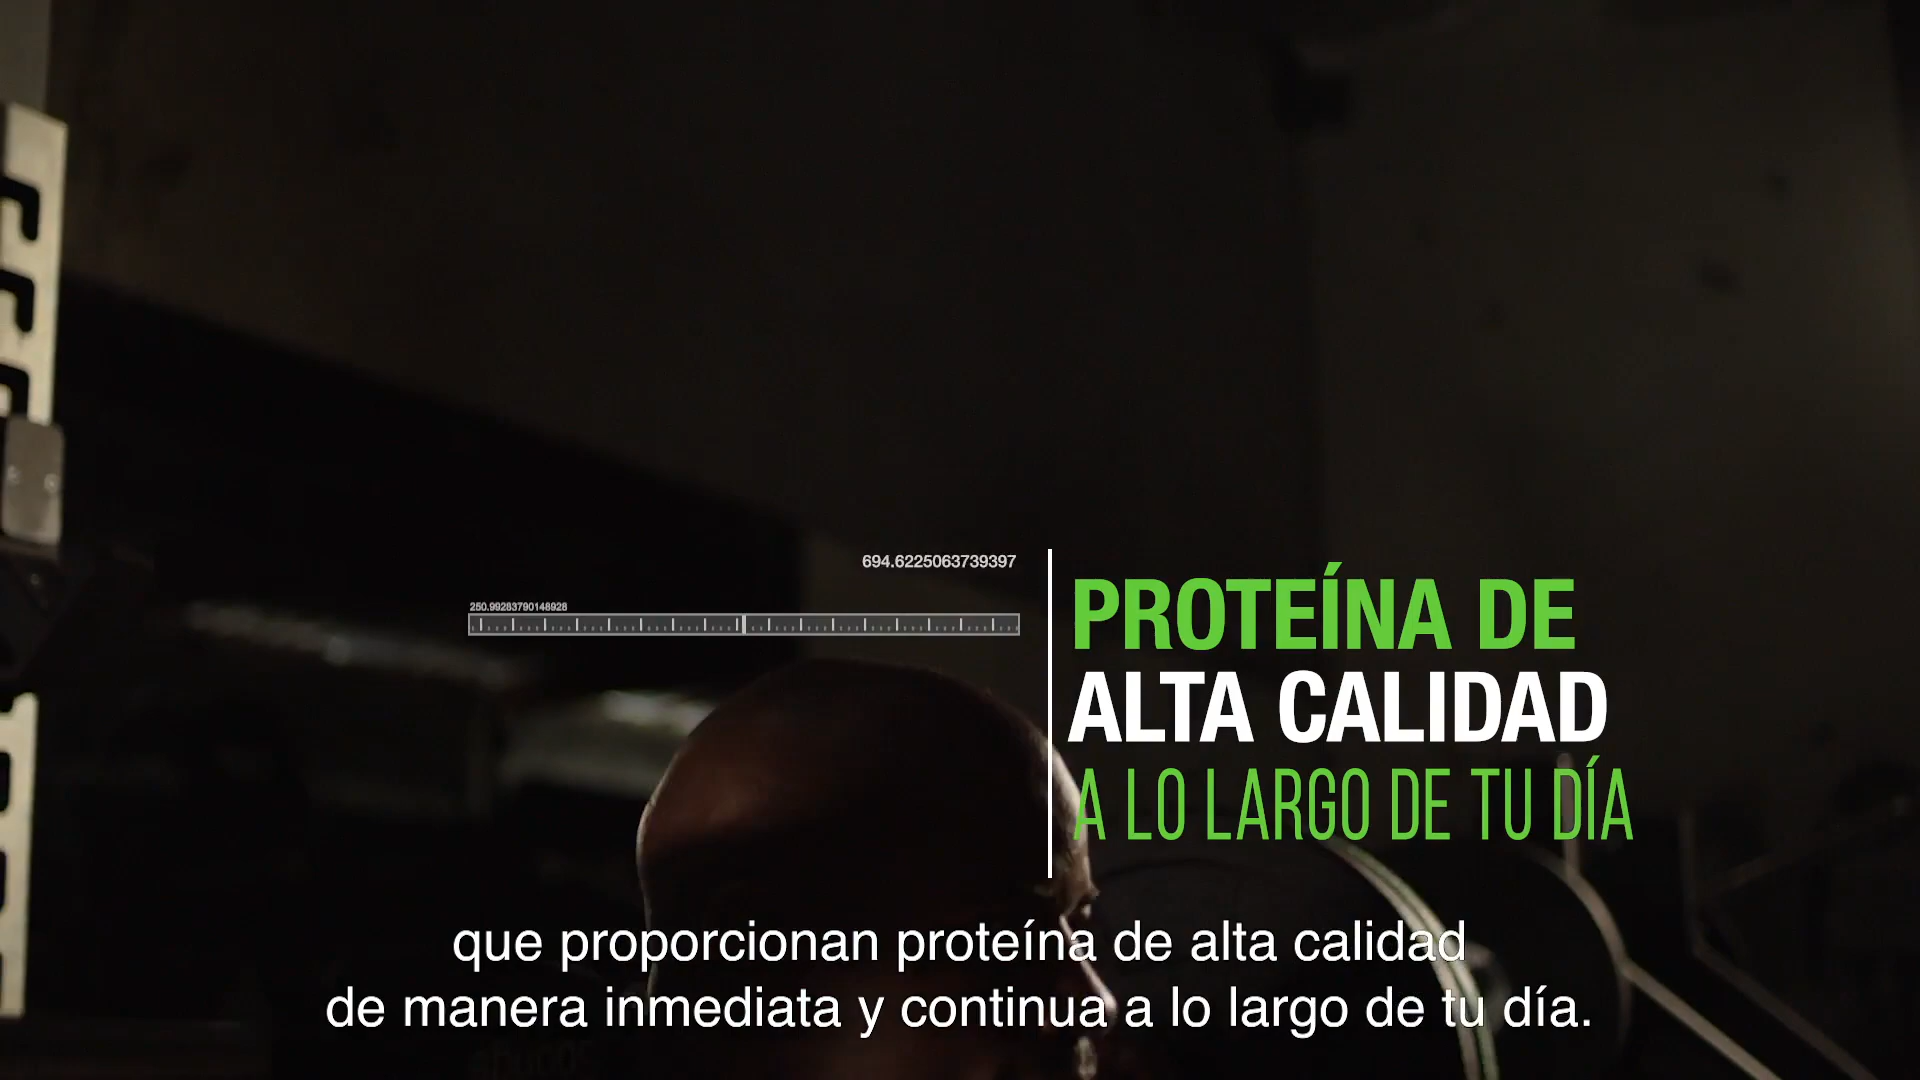 694.6225063739397
250.99283790148928
PROTEÍNA DE
ALTA CALIDAD
A LO LARGO DE TU DÍA
que proporcionan proteína de alta calidad
de manera inmediata y continua a lo largo de tu día.